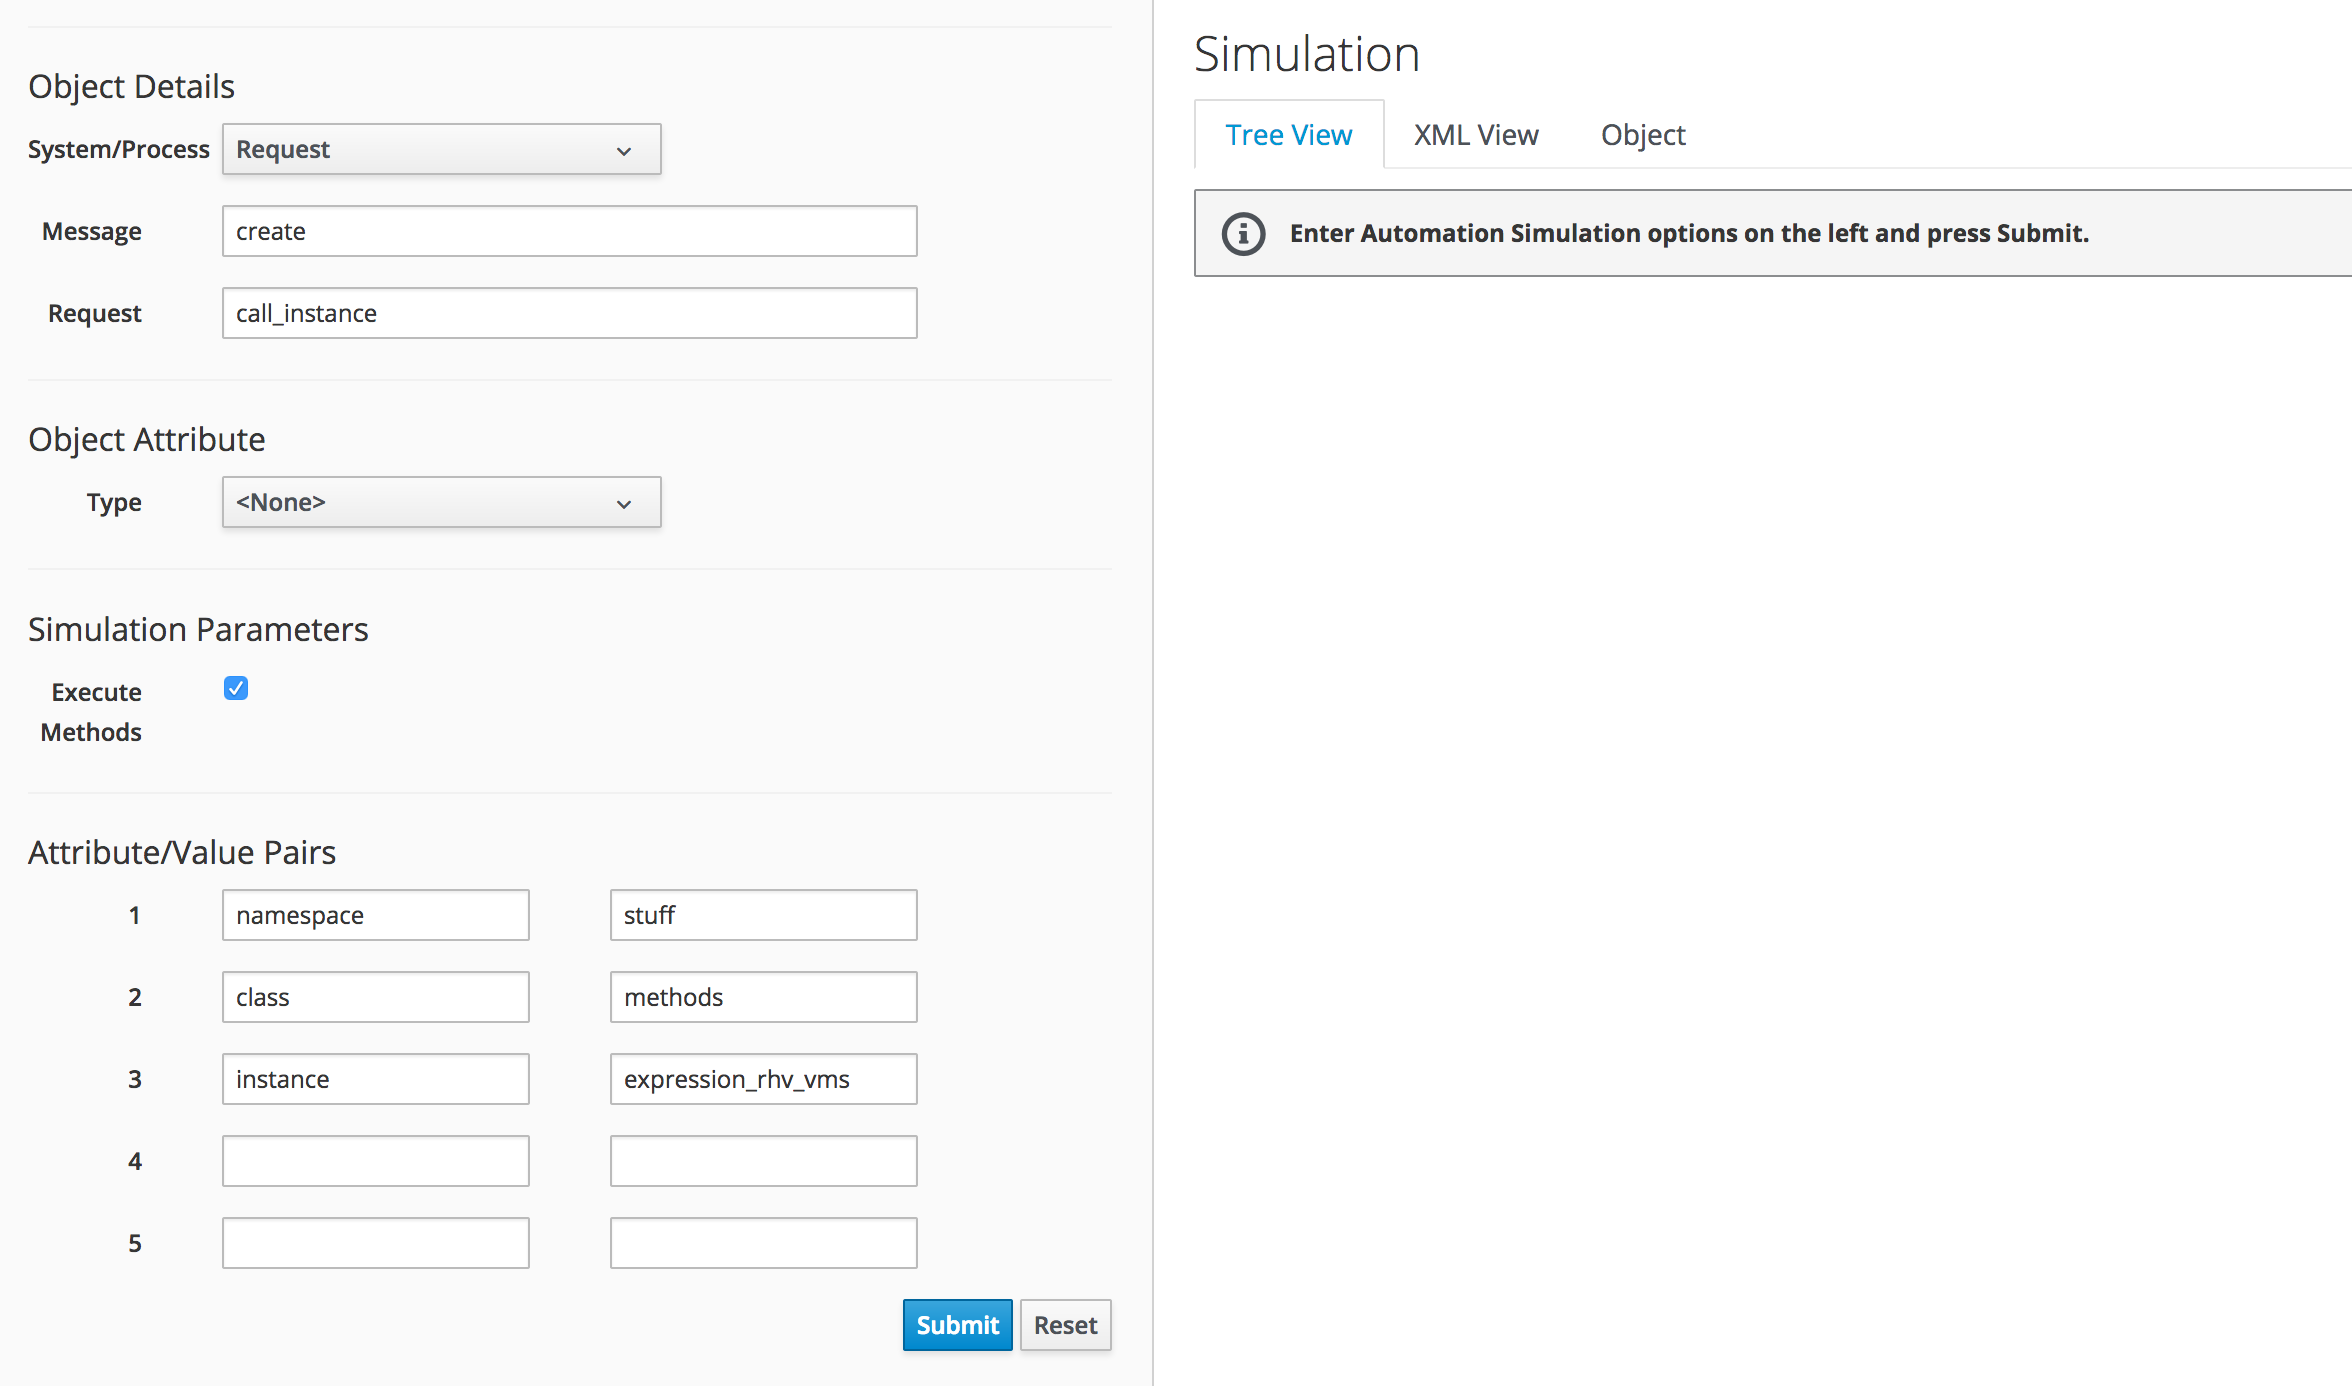 Object Details
System/Process Request
Message create
Request call_instance
Object Attribute
Type <None>
Simulation Parameters
Execute
Methods
Attribute/Value Pairs
1 namespace stuff
2 class methods
3 instance expression_rhv_vms
4
5
Submit Reset
Simulation
Tree View XML View Object
Enter Automation Simulation options on the left and press Submit.